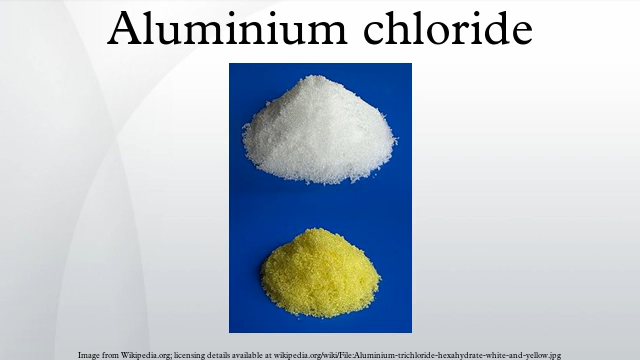 Aluminium chloride
Image from Wikipedia.org; licensing details available at wikipedia.org/wiki/File:Aluminium-trichloride-hexahydrate-white-and-yellow.jpg